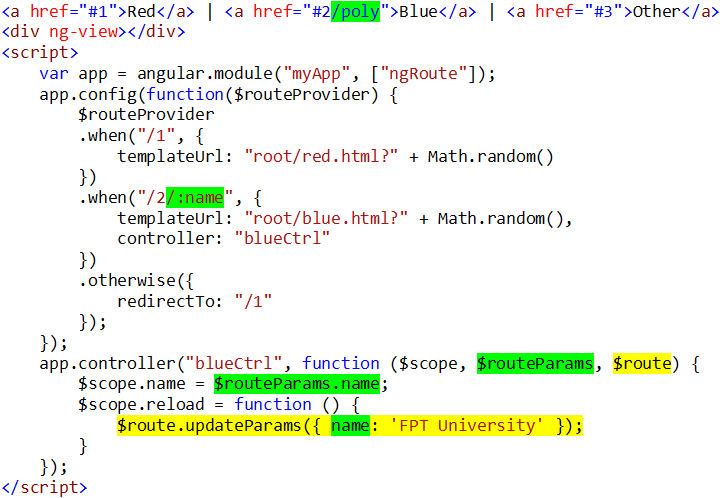 <a href="#1">Red</a> | <a href="#2/poly">Blue</a> | <a href="#3">Other</a>
<div ng-view></div>
<script>
    var app = angular.module("myApp", ["ngRoute"]);
    app.config(function($routeProvider) {
        $routeProvider
        .when("/1", {
            templateUrl: "root/red.html?" + Math.random()
        })
        .when("/2/:name", {
            templateUrl: "root/blue.html?" + Math.random(),
            controller: "blueCtrl"
        })
        .otherwise({
            redirectTo: "/1"
        });
    });
    app.controller("blueCtrl", function ($scope, $routeParams, $route) {
        $scope.name = $routeParams.name;
        $scope.reload = function () {
            $route.updateParams({ name: 'FPT University' });
        }
    });
</script>